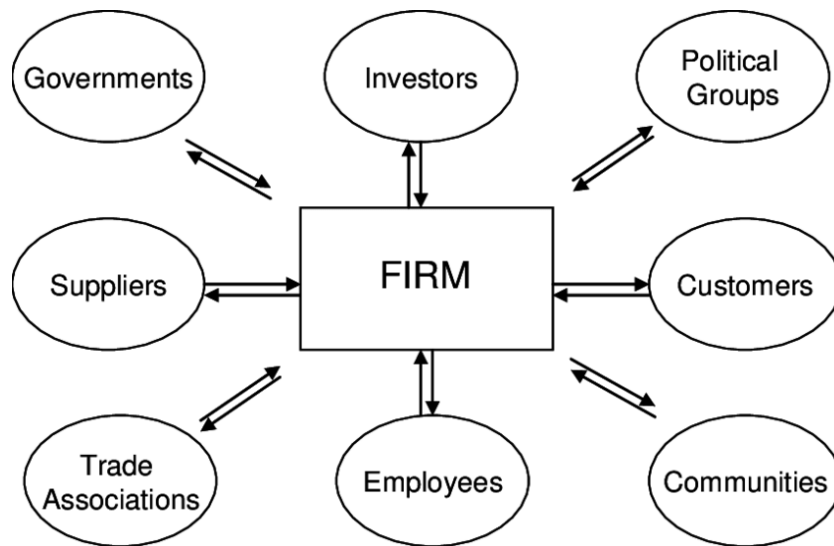 Governments
Investors
Political
Groups
Suppliers
FIRM
Customers
Trade
Associations
Employees
Communities